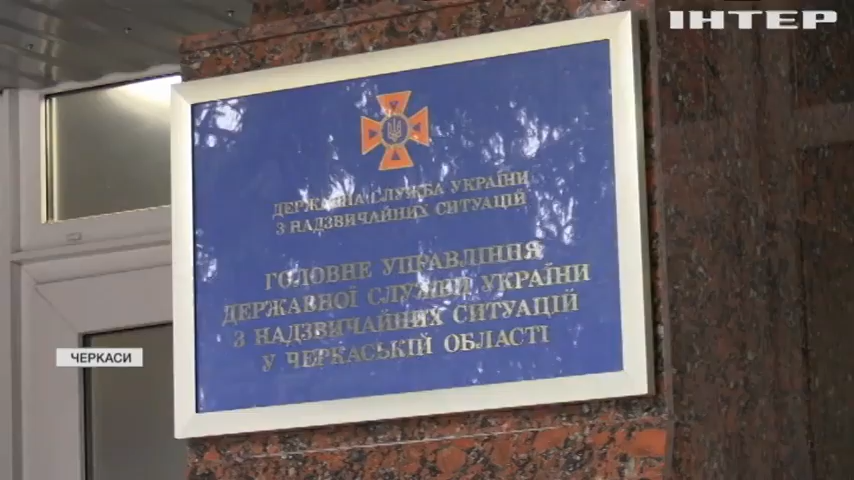 ІНТЕР
ДЕРЖАВНА СЛУЖБА УКРАЇНИ
З НАДЗВИЧАЙНИХ СИТУАЦІЙ
ГОЛОВНЕ УПРАВЛІННЯ
ДЕРЖАВНОЇ СЛУЖБИ УКРАЇНИ
З НАДЗВИЧАЙНИХ СИТУАЦІЙ
У ЧЕРКАСЬКІЙ ОБЛАСТІ
ЧЕРКАСИ